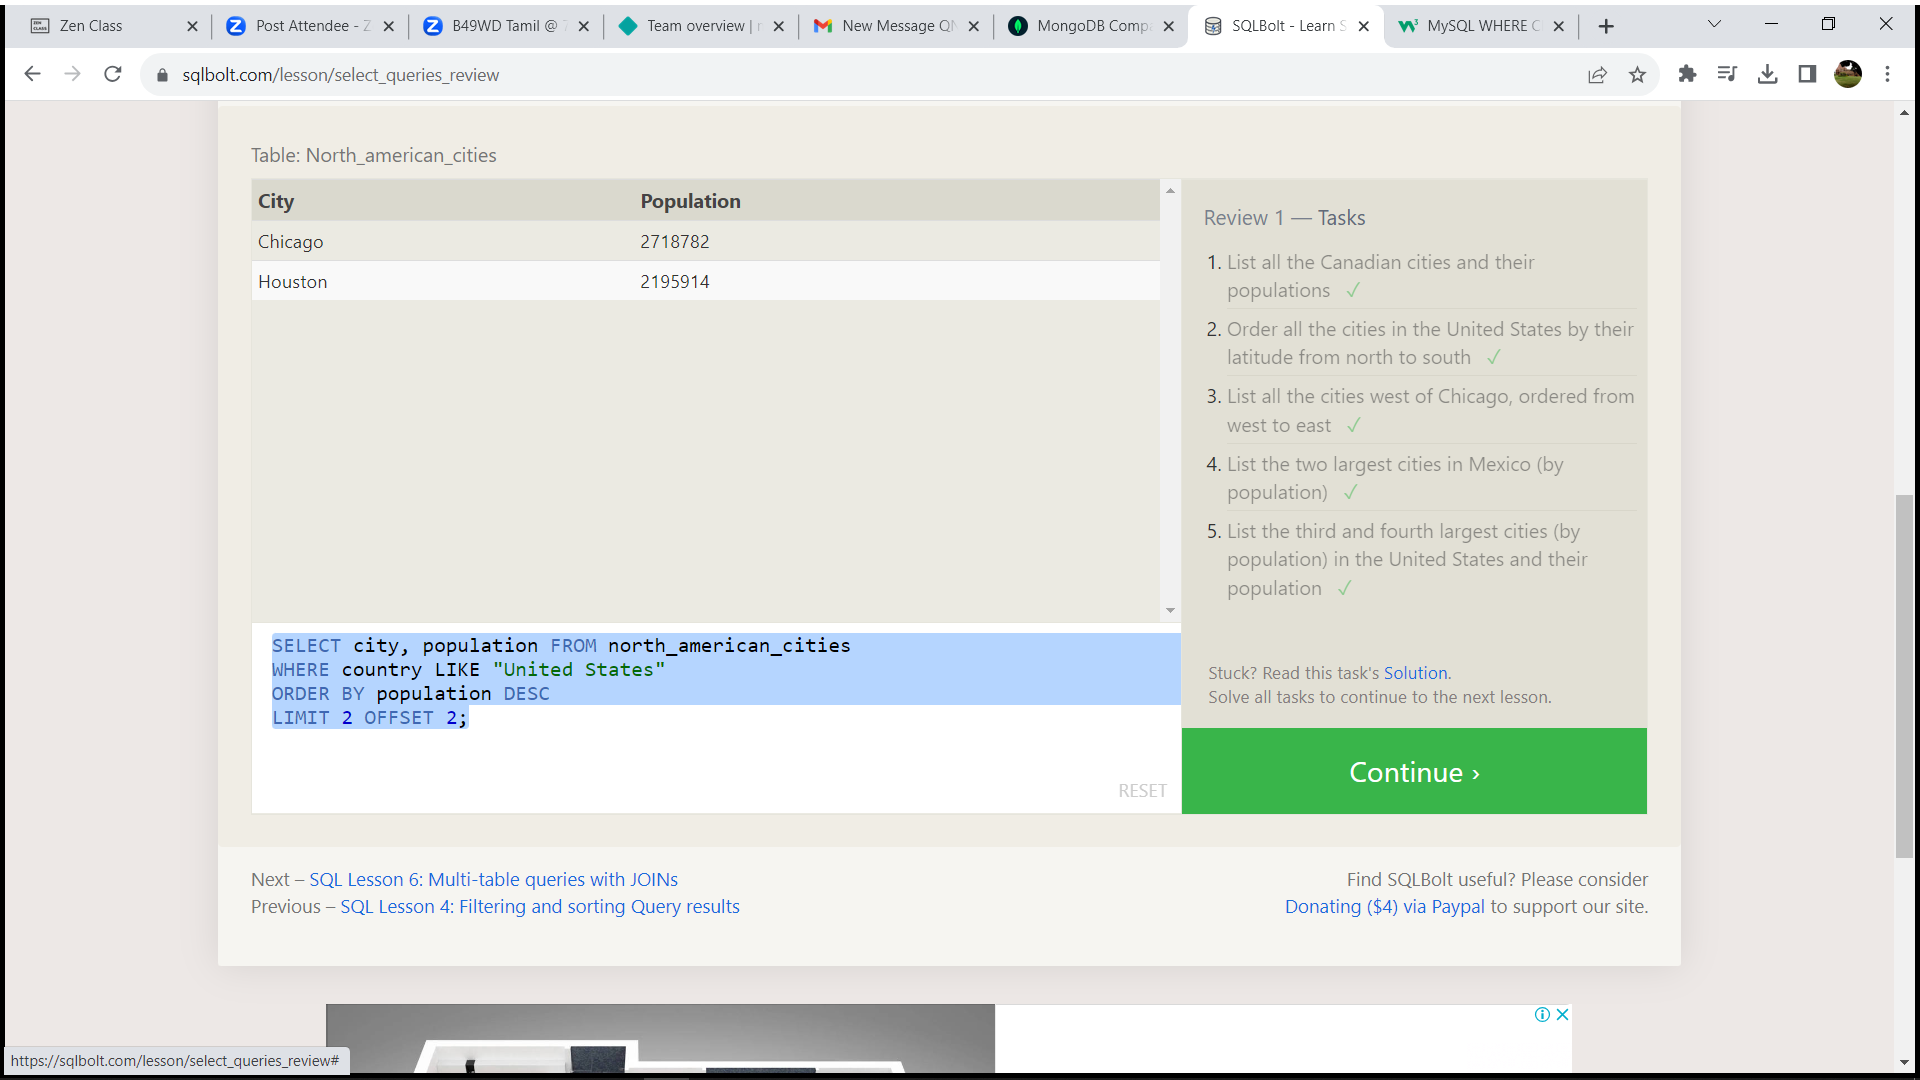 Zen Class
Post Attendee - Z
B49WD Tamil @ 7
Team overview |
New Message QN
MongoDB Comp
SQLBolt - Learn S
MySQL WHERE C
sqlbolt.com/lesson/select_queries_review
Table: North_american_cities
City Population
Chicago 2718782
Houston 2195914
Review 1 — Tasks
1. List all the Canadian cities and their
populations ✓
2. Order all the cities in the United States by their
latitude from north to south ✓
3. List all the cities west of Chicago, ordered from
west to east ✓
4. List the two largest cities in Mexico (by
population) ✓
5. List the third and fourth largest cities (by
population) in the United States and their
population ✓
SELECT city, population FROM north_american_cities
WHERE country LIKE "United States"
ORDER BY population DESC
LIMIT 2 OFFSET 2;
RESET
Stuck? Read this task's Solution.
Solve all tasks to continue to the next lesson.
Continue ›
Next – SQL Lesson 6: Multi-table queries with JOINs
Previous – SQL Lesson 4: Filtering and sorting Query results
Find SQLBolt useful? Please consider
Donating ($4) via Paypal to support our site.
https://sqlbolt.com/lesson/select_queries_review#